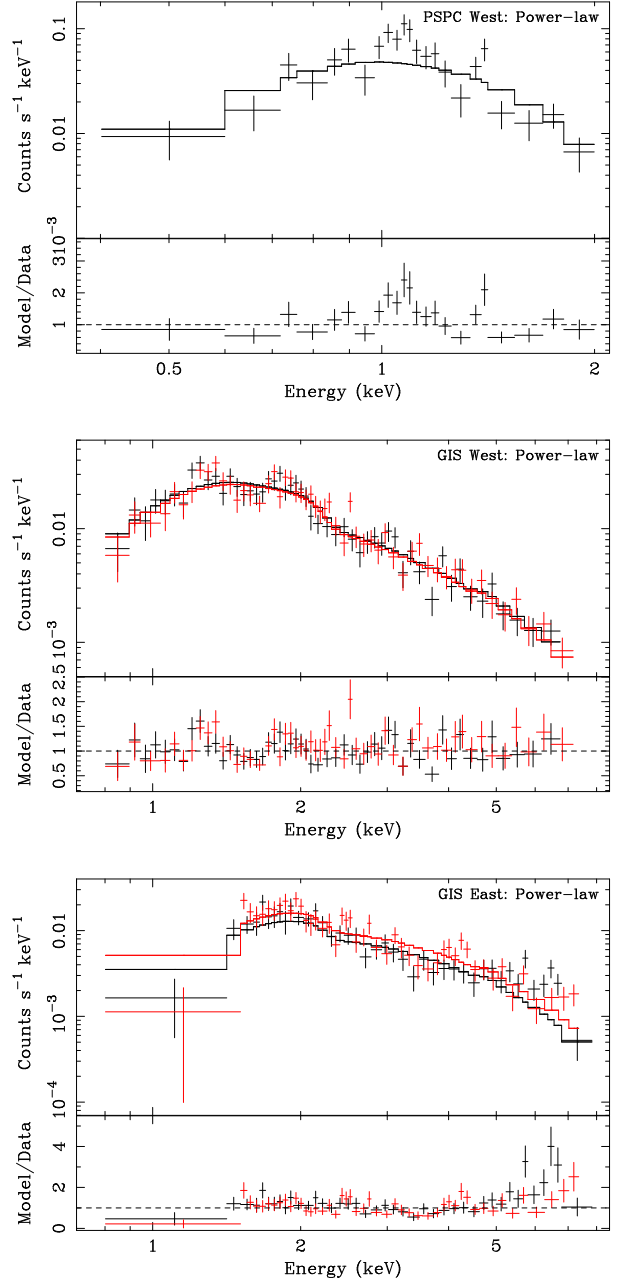 PSPC West: Power-law
0.1
0.01
10⁻³
Counts s⁻¹ keV⁻¹
3
2
1
Model/Data
0.5 1 2
Energy (keV)
GIS West: Power-law
0.01
10⁻³
Counts s⁻¹ keV⁻¹
2.5
2
1.5
1
0.5
Model/Data
1 2 5
Energy (keV)
GIS East: Power-law
0.01
10⁻³
10⁻⁴
Counts s⁻¹ keV⁻¹
4
2
0
Model/Data
1 2 5
Energy (keV)